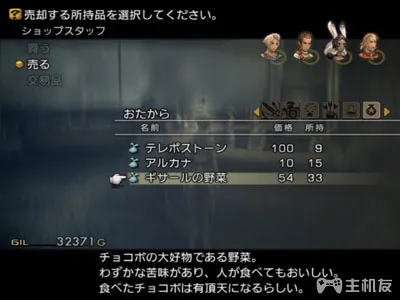 売却する所持品を選択してください。
ショップスタッフ
買う
売る
交易品
おたから
名前 価格 所持
テレポストーン 100 9
アルカナ 10 15
ギサールの野菜 54 33
GIL 32371G
チョコボの大好物である野菜。
わずかな苦味があり、人が食べてもおいしい。
食べたチョコボは有頂天になるらしい。
主机友